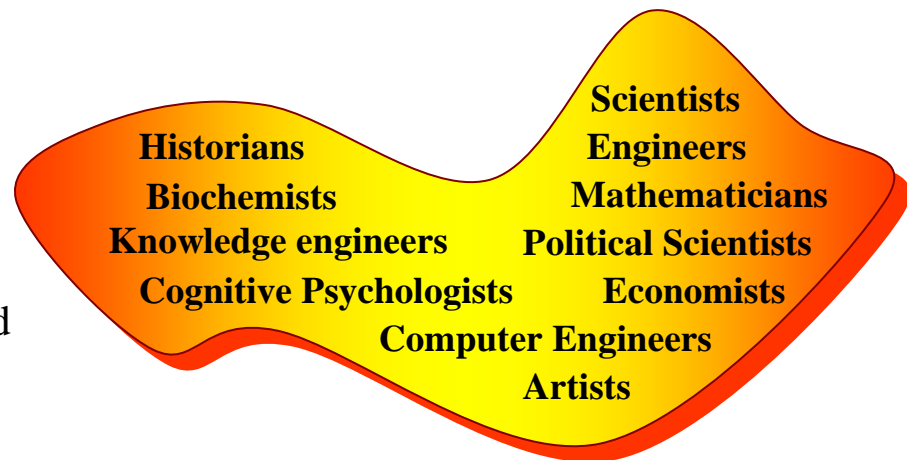 Scientists
Historians
Engineers
Biochemists
Mathematicians
Knowledge engineers
Political Scientists
Cognitive Psychologists
Economists
Computer Engineers
Artists